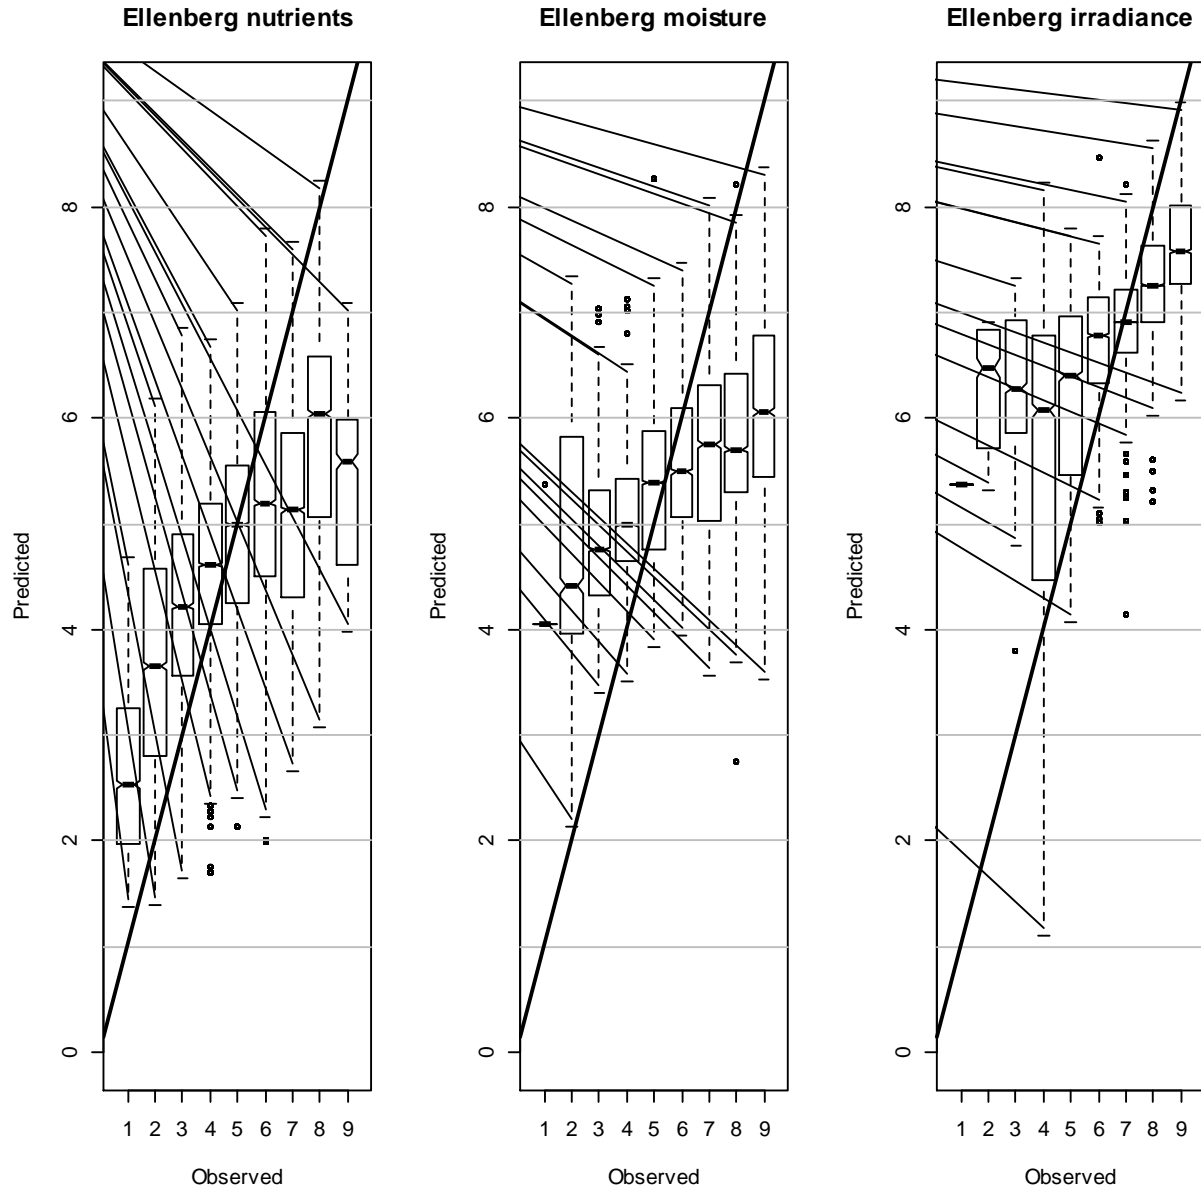 Ellenberg nutrients
Ellenberg moisture
Ellenberg irradiance
Predicted
0 2 4 6 8
1 2 3 4 5 6 7 8 9
Observed
Predicted
0 2 4 6 8
1 2 3 4 5 6 7 8 9
Observed
Predicted
0 2 4 6 8
1 2 3 4 5 6 7 8 9
Observed